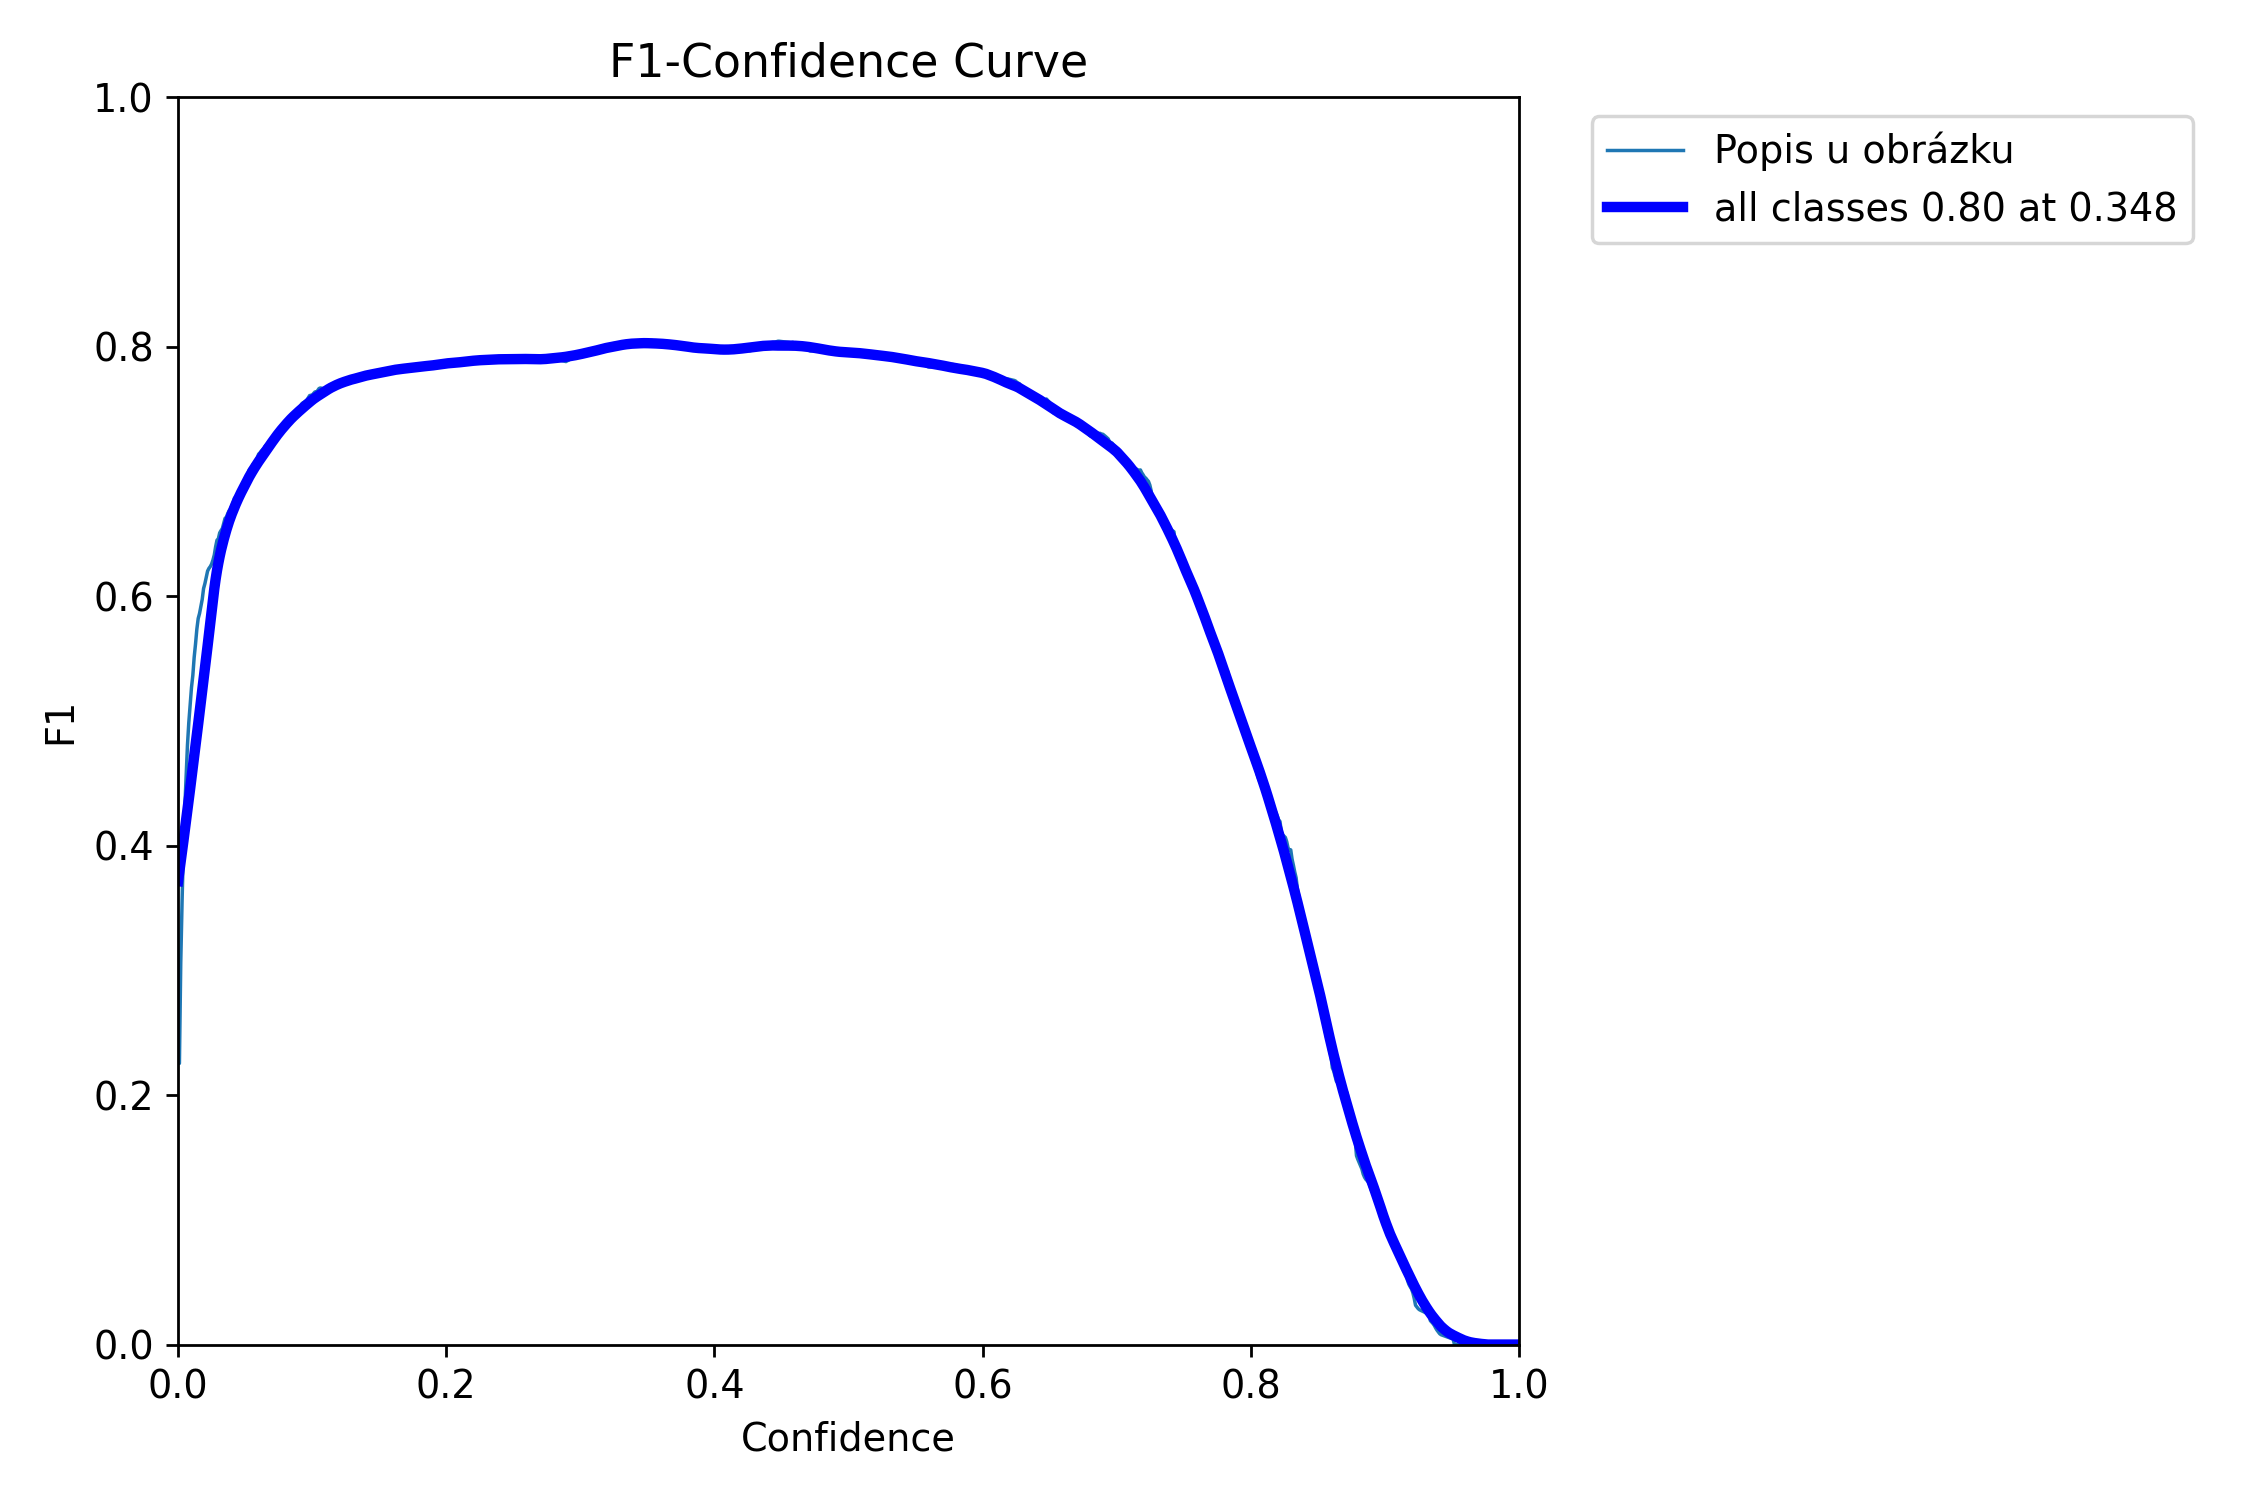 F1-Confidence Curve
1.0
0.8
0.6
0.4
0.2
0.0
F1
0.0 0.2 0.4 0.6 0.8 1.0
Confidence
Popis u obrázku
all classes 0.80 at 0.348